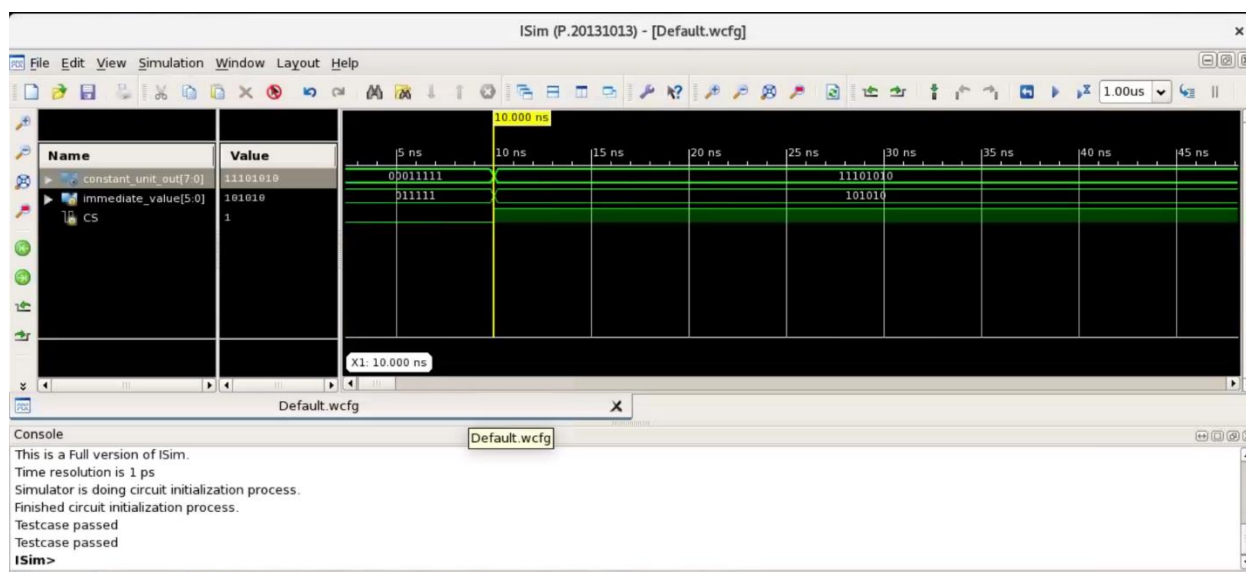 ISim (P.20131013) - [Default.wcfg]
File Edit View Simulation Window Layout Help
1.00us
10.000 ns
Name Value
5 ns 10 ns 15 ns 20 ns 25 ns 30 ns 35 ns 40 ns 45 ns
constant_unit_out[7:0] 11101010 00011111 11101010
immediate_value[5:0] 101010 011111 101010
CS 1
X1: 10.000 ns
Default.wcfg
Console
Default.wcfg
This is a Full version of ISim.
Time resolution is 1 ps
Simulator is doing circuit initialization process.
Finished circuit initialization process.
Testcase passed
Testcase passed
ISim>